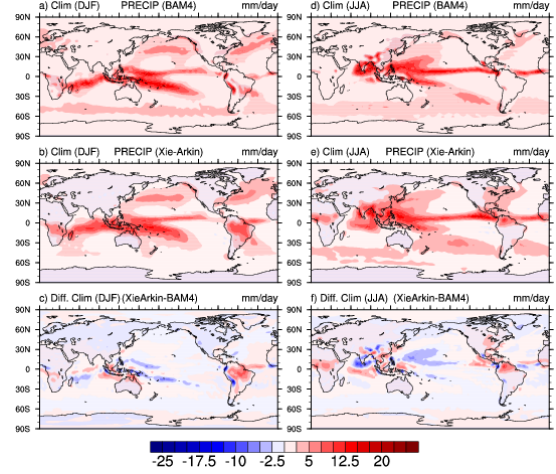 a) Clim (DJF) PRECIP (BAM4) mm/day
90N
60N
30N
0
30S
60S
90S
d) Clim (JJA) PRECIP (BAM4) mm/day
90N
60N
30N
0
30S
60S
90S
b) Clim (DJF) PRECIP (Xie-Arkin) mm/day
90N
60N
30N
0
30S
60S
90S
e) Clim (JJA) PRECIP (Xie-Arkin) mm/day
90N
60N
30N
0
30S
60S
90S
c) Diff. Clim (DJF)(XieArkin-BAM4) mm/day
90N
60N
30N
0
30S
60S
90S
f) Diff. Clim (JJA) (XieArkin-BAM4) mm/day
90N
60N
30N
0
30S
60S
90S
-25 -17.5 -10 -2.5 5 12.5 20